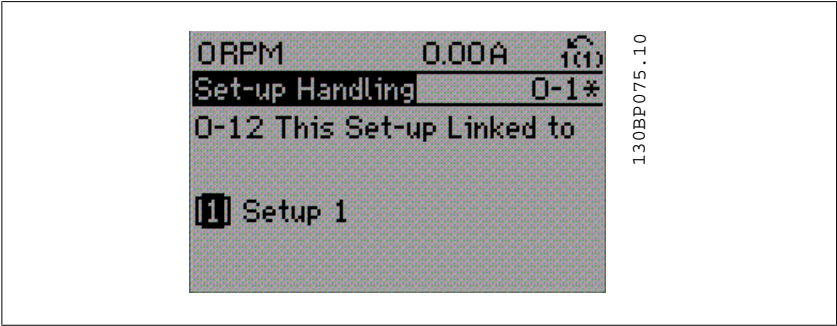 0RPM 0.00A 1(1)
Set-up Handling 0-1*
0-12 This Set-up Linked to
[1] Setup 1
130BP075.10